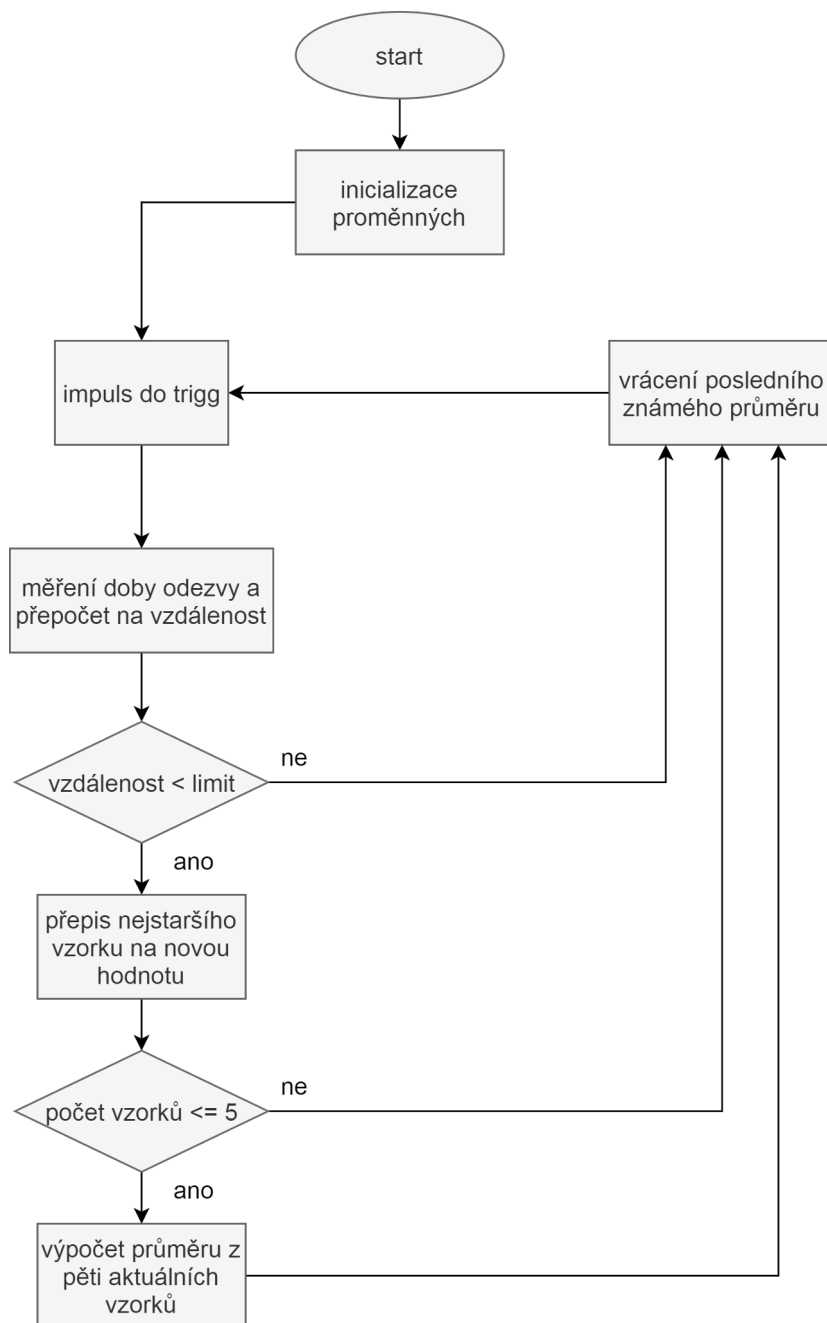 start
inicializace
proměnných
impuls do trigg
vrácení posledního
známého průměru
měření doby odezvy a
přepočet na vzdálenost
vzdálenost < limit
ne
ano
přepis nejstaršího
vzorku na novou
hodnotu
počet vzorků <= 5
ne
ano
výpočet průměru z
pěti aktuálních
vzorků